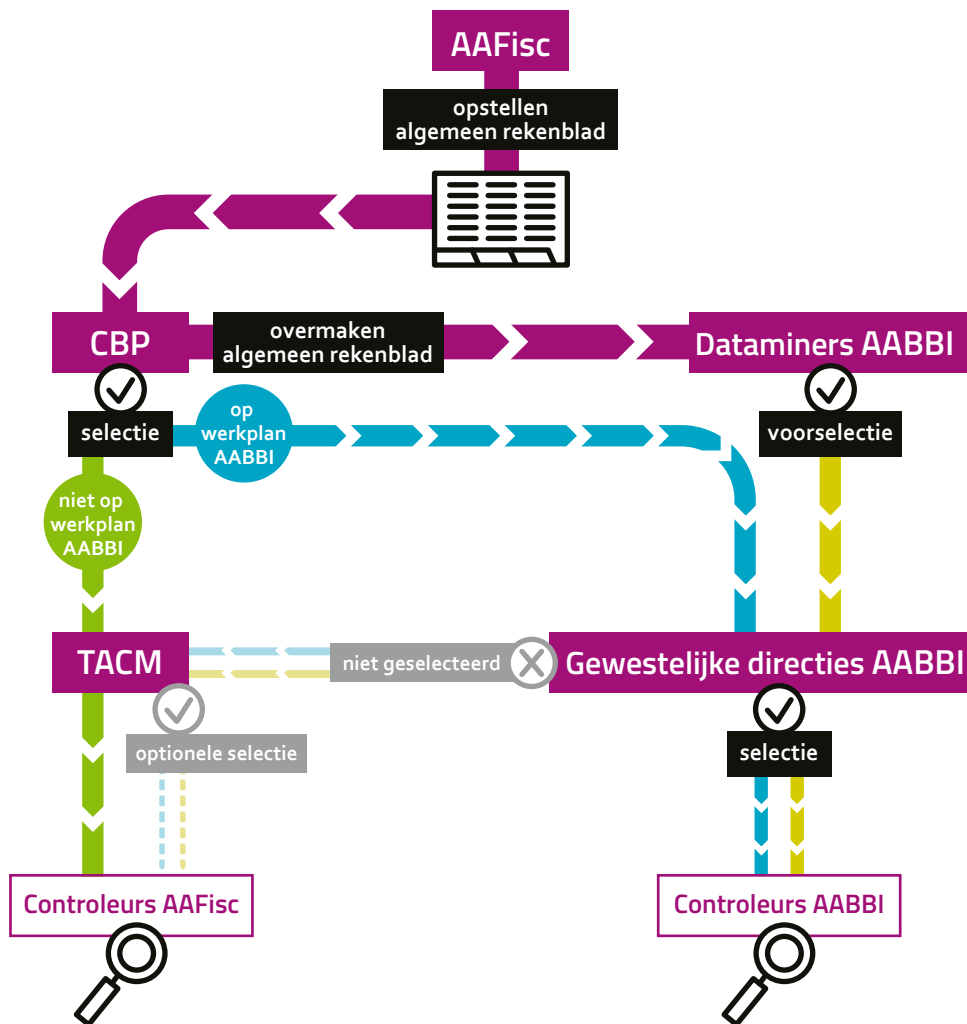 AAFisc
opstellen
algemeen rekenblad
CBP
overmaken
algemeen rekenblad
Dataminers AABBI
selectie
op
werkplan
AABBI
voorselectie
niet op
werkplan
AABBI
TACM
niet geselecteerd
Gewestelijke directies AABBI
optionele selectie
selectie
Controleurs AAFisc
Controleurs AABBI